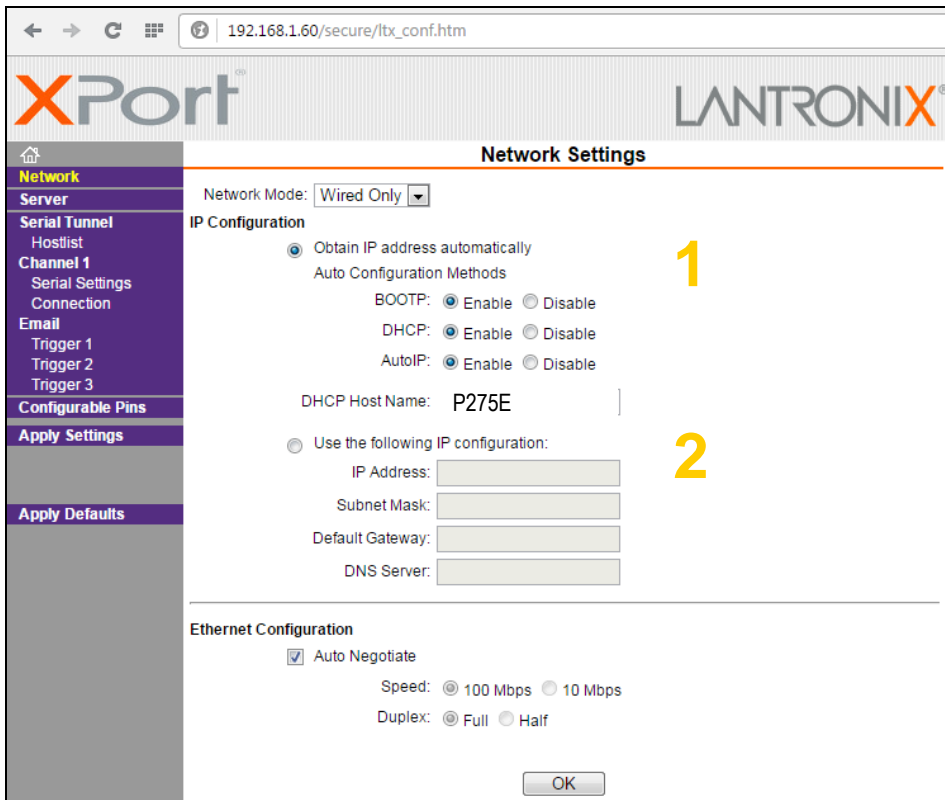 192.168.1.60/secure/ltx_conf.htm
XPort®
LANTRONIX®
Network
Server
Serial Tunnel
Hostlist
Channel 1
Serial Settings
Connection
Email
Trigger 1
Trigger 2
Trigger 3
Configurable Pins
Apply Settings
Apply Defaults
Network Settings
Network Mode: Wired Only
IP Configuration
Obtain IP address automatically
1
Auto Configuration Methods
BOOTP: Enable Disable
DHCP: Enable Disable
AutoIP: Enable Disable
DHCP Host Name: P275E
Use the following IP configuration:
2
IP Address:
Subnet Mask:
Default Gateway:
DNS Server:
Ethernet Configuration
Auto Negotiate
Speed: 100 Mbps 10 Mbps
Duplex: Full Half
OK